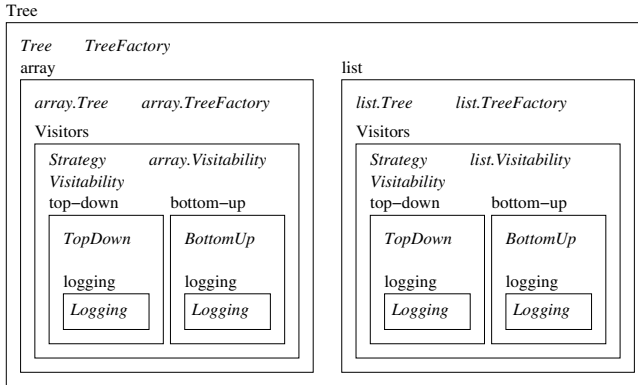 Tree
Tree TreeFactory
array
array.Tree array.TreeFactory
Visitors
Strategy array.Visitability
Visitability
top−down bottom−up
TopDown BottomUp
logging logging
Logging Logging
list
list.Tree list.TreeFactory
Visitors
Strategy list.Visitability
Visitability
top−down bottom−up
TopDown BottomUp
logging logging
Logging Logging